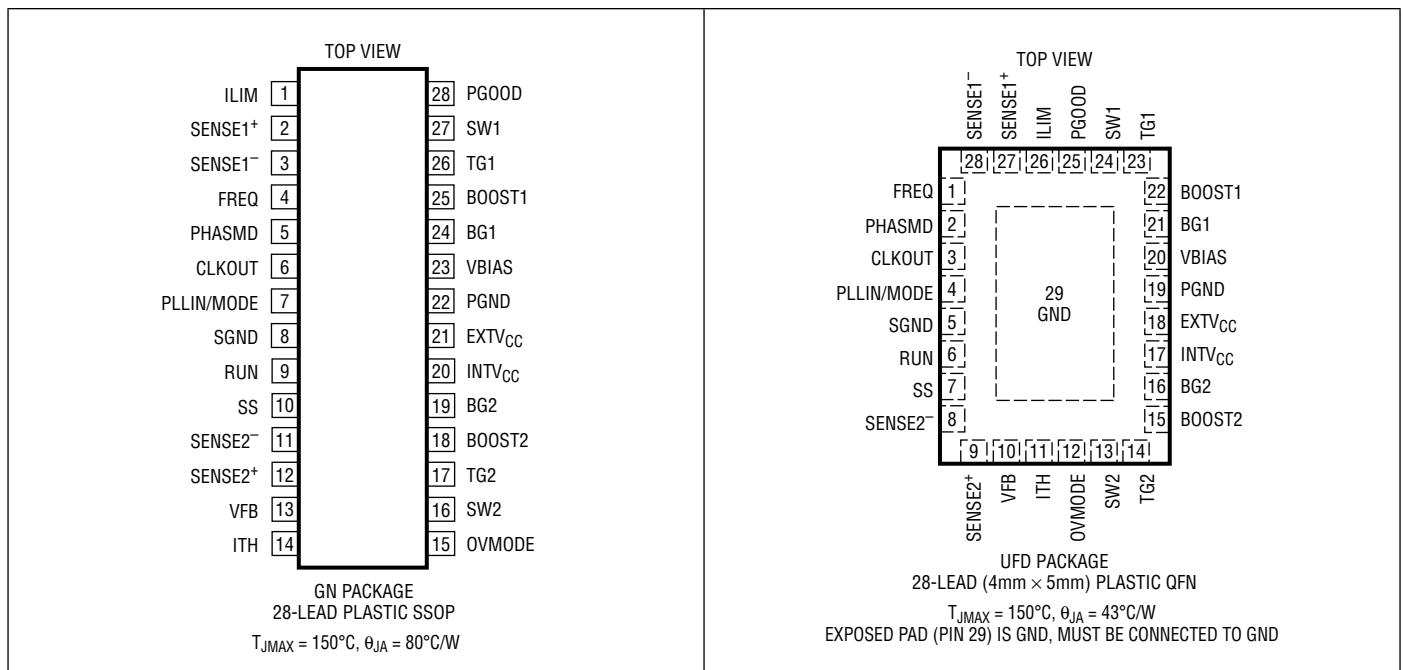 TOP VIEW
ILIM 1 28 PGOOD
SENSE1+ 2 27 SW1
SENSE1– 3 26 TG1
FREQ 4 25 BOOST1
PHASMD 5 24 BG1
CLKOUT 6 23 VBIAS
PLLIN/MODE 7 22 PGND
SGND 8 21 EXTVCC
RUN 9 20 INTVCC
SS 10 19 BG2
SENSE2– 11 18 BOOST2
SENSE2+ 12 17 TG2
VFB 13 16 SW2
ITH 14 15 OVMODE
GN PACKAGE
28-LEAD PLASTIC SSOP
TJMAX = 150°C, θJA = 80°C/W
TOP VIEW
SENSE1– SENSE1+ ILIM PGOOD SW1 TG1
28 27 26 25 24 23
FREQ 1 22 BOOST1
PHASMD 2 21 BG1
CLKOUT 3 20 VBIAS
PLLIN/MODE 4 19 PGND
29
GND
SGND 5 18 EXTVCC
RUN 6 17 INTVCC
SS 7 16 BG2
SENSE2– 8 15 BOOST2
9 10 11 12 13 14
SENSE2+ VFB ITH OVMODE SW2 TG2
UFD PACKAGE
28-LEAD (4mm × 5mm) PLASTIC QFN
TJMAX = 150°C, θJA = 43°C/W
EXPOSED PAD (PIN 29) IS GND, MUST BE CONNECTED TO GND